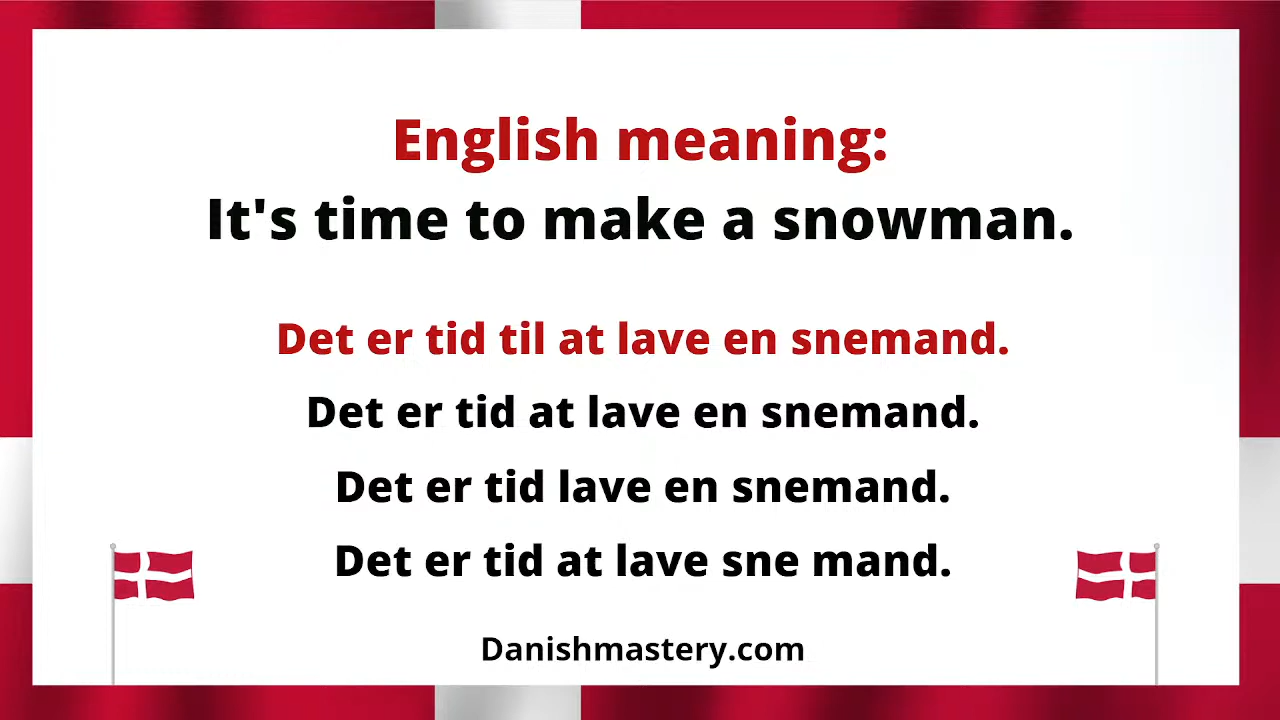 English meaning:
It's time to make a snowman.
Det er tid til at lave en snemand.
Det er tid at lave en snemand.
Det er tid lave en snemand.
Det er tid at lave sne mand.
Danishmastery.com